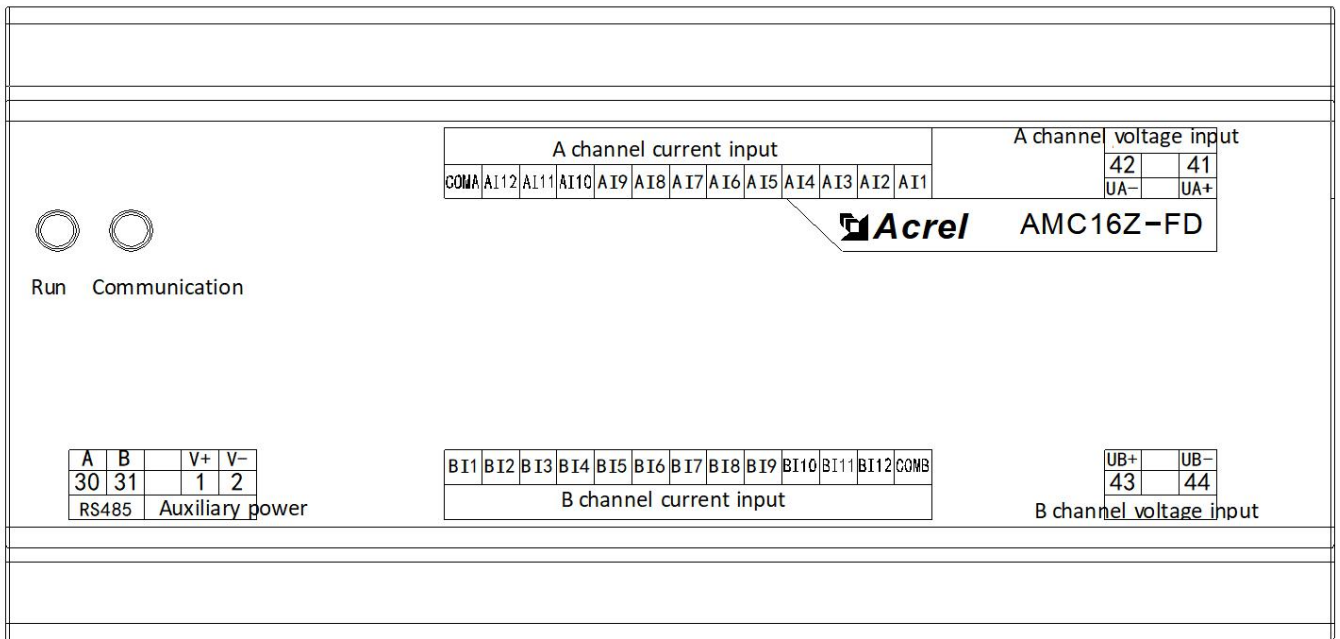 A channel current input
A channel voltage input
COMA AI12 AI11 AI10 AI9 AI8 AI7 AI6 AI5 AI4 AI3 AI2 AI1
42 41
UA- UA+
Acrel AMC16Z-FD
Run Communication
A B V+ V-
30 31 1 2
RS485 Auxiliary power
BI1 BI2 BI3 BI4 BI5 BI6 BI7 BI8 BI9 BI10 BI11 BI12 COMB
B channel current input
UB+ UB-
43 44
B channel voltage input